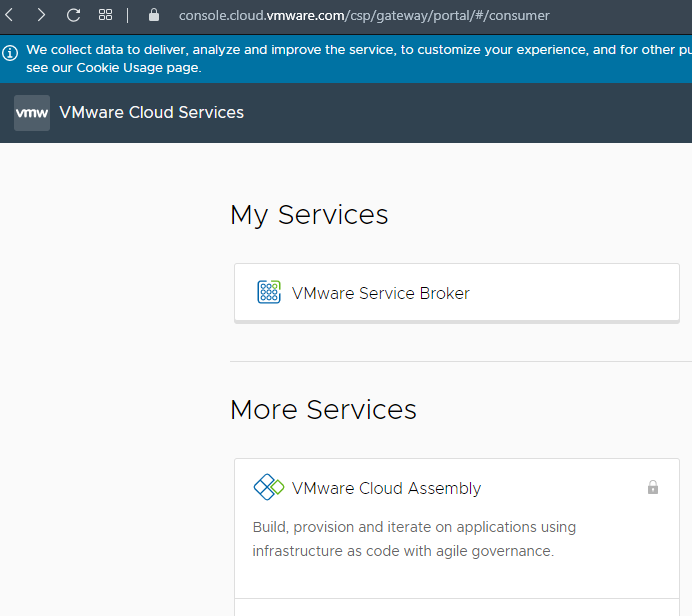 console.cloud.vmware.com/csp/gateway/portal/#/consumer
We collect data to deliver, analyze and improve the service, to customize your experience, and for other
see our Cookie Usage page.
vmw VMware Cloud Services
My Services
VMware Service Broker
More Services
VMware Cloud Assembly
Build, provision and iterate on applications using
infrastructure as code with agile governance.